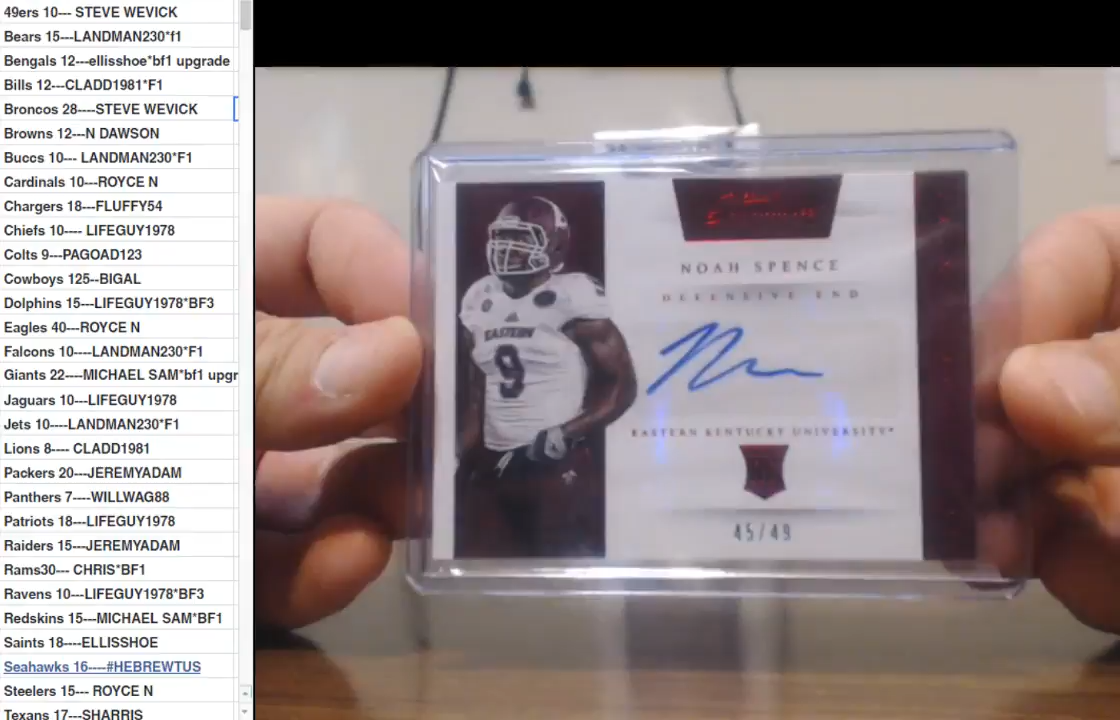 49ers 10--- STEVE WEVICK
Bears 15---LANDMAN230*f1
Bengals 12---ellisshoe*bf1 upgrade
Bills 12---CLADD1981*F1
Broncos 28----STEVE WEVICK
Browns 12---N DAWSON
Buccs 10--- LANDMAN230*F1
Cardinals 10---ROYCE N
Chargers 18---FLUFFY54
Chiefs 10---- LIFEGUY1978
Colts 9---PAGOAD123
Cowboys 125--BIGAL
Dolphins 15---LIFEGUY1978*BF3
Eagles 40---ROYCE N
Falcons 10----LANDMAN230*F1
Giants 22----MICHAEL SAM*bf1 upgr
Jaguars 10---LIFEGUY1978
Jets 10----LANDMAN230*F1
Lions 8---- CLADD1981
Packers 20---JEREMYADAM
Panthers 7----WILLWAG88
Patriots 18----LIFEGUY1978
Raiders 15---JEREMYADAM
Rams30--- CHRIS*BF1
Ravens 10---LIFEGUY1978*BF3
Redskins 15---MICHAEL SAM*BF1
Saints 18----ELLISSHOE
Seahawks 16----#HEBREWTUS
Steelers 15--- ROYCE N
Texans 17---SHARRIS
NOAH SPENCE
DEFENSIVE END
EASTERN
9
EASTERN KENTUCKY UNIVERSITY*
45/49